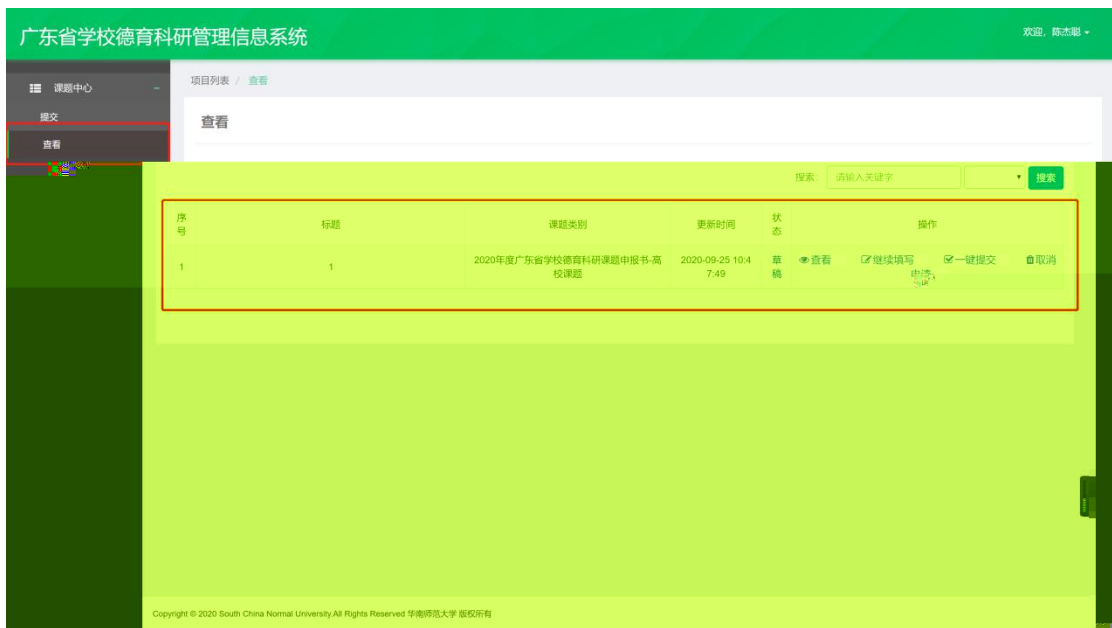 广东省学校德育科研管理信息系统
欢迎, 陈杰聪
课题中心
提交
查看
项目列表 / 查看
查看
搜索: 请输入关键字 搜索
序号 标题 课题类别 更新时间 状态 操作
1 1 2020年度广东省学校德育科研课题申报书-高 2020-09-25 10:4 草 查看 继续填写 一键提交 取消
校课题 7:49 稿 申请
Copyright © 2020 South China Normal University.All Rights Reserved 华南师范大学 版权所有